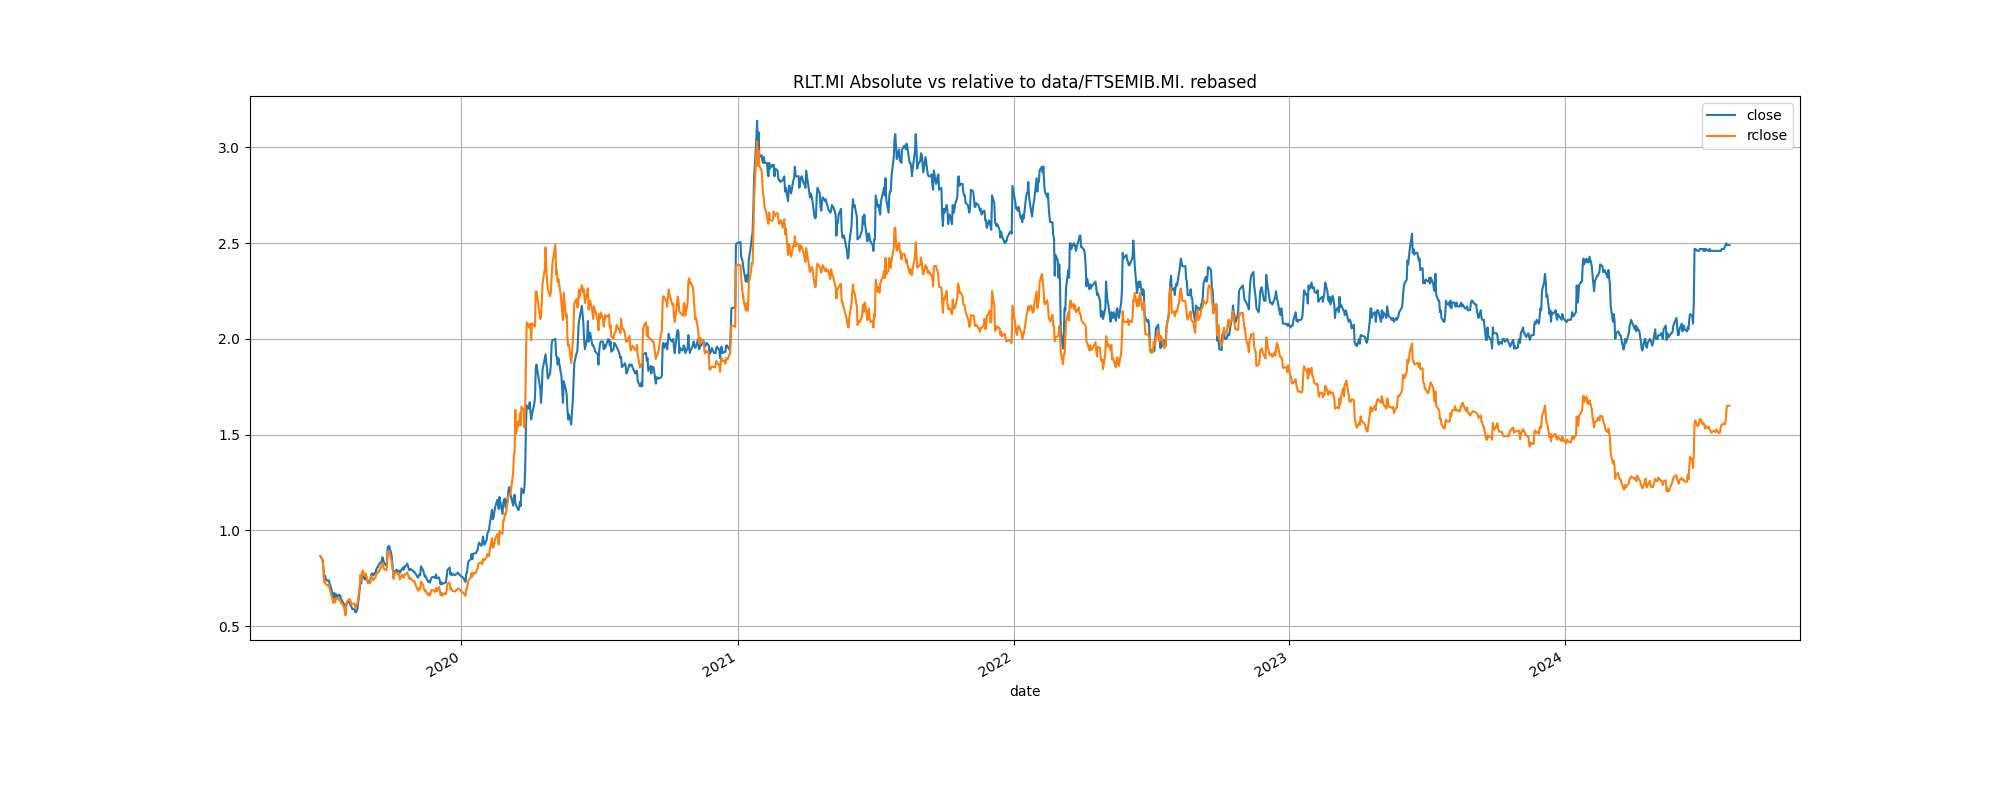 RLT.MI Absolute vs relative to data/FTSEMIB.MI. rebased
close
rclose
3.0
2.5
2.0
1.5
1.0
0.5
2020
2021
2022
2023
2024
date